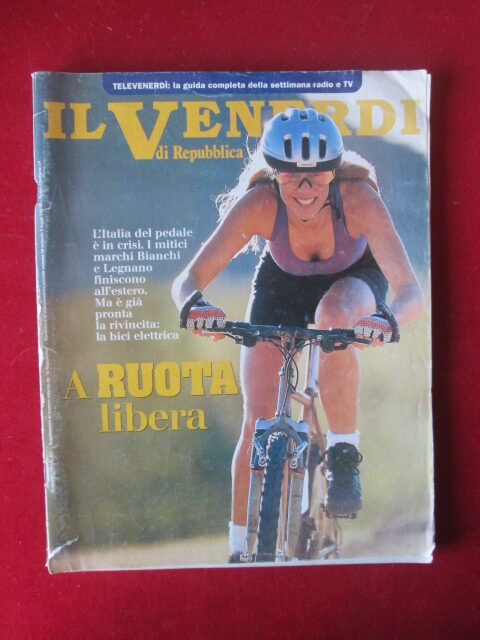 TELEVENERDÌ: la guida completa della settimana radio e TV
IL VENERDI
di Repubblica
L'Italia del pedale
è in crisi. I mitici
marchi Bianchi
e Legnano
finiscono
all'estero.
Ma è già
pronta
la rivincita:
la bici elettrica
A RUOTA
libera